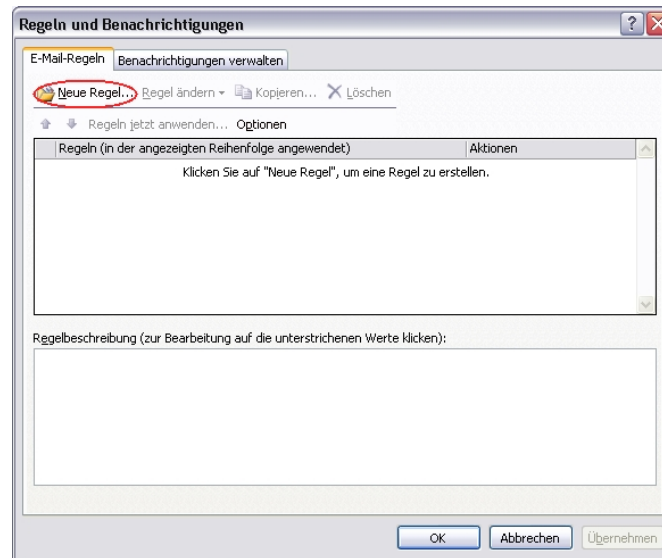 Regeln und Benachrichtigungen
E-Mail-Regeln Benachrichtigungen verwalten
Neue Regel... Regel ändern Kopieren... Löschen
Regeln jetzt anwenden... Optionen
Regeln (in der angezeigten Reihenfolge angewendet) Aktionen
Klicken Sie auf "Neue Regel", um eine Regel zu erstellen.
Regelbeschreibung (zur Bearbeitung auf die unterstrichenen Werte klicken):
OK Abbrechen Übernehmen